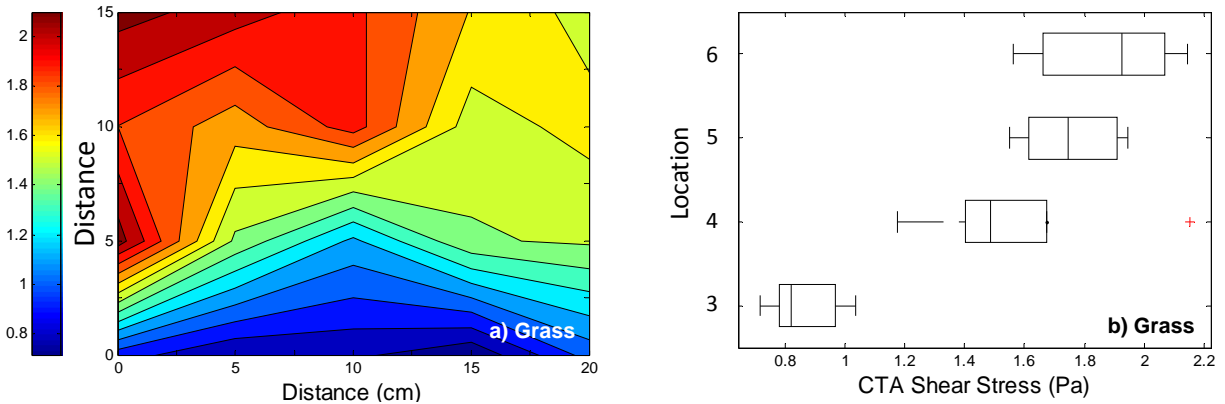 2
1.8
1.6
1.4
1.2
1
0.8
Distance
15
10
5
0
0 5 10 15 20
Distance (cm)
a) Grass
Location
6
5
4
3
0.8 1 1.2 1.4 1.6 1.8 2 2.2
CTA Shear Stress (Pa)
b) Grass